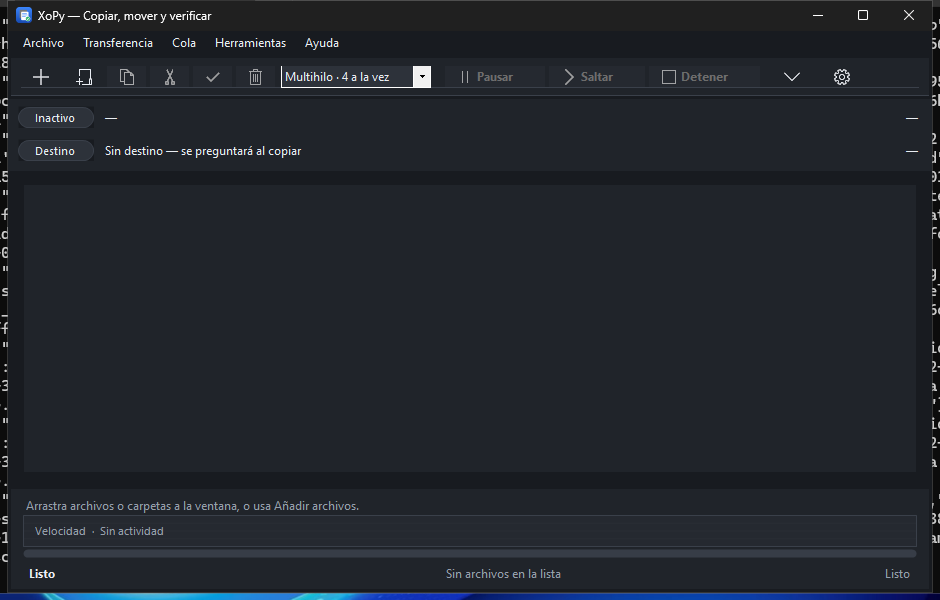 XoPy — Copiar, mover y verificar
Archivo Transferencia Cola Herramientas Ayuda
Multihilo · 4 a la vez Pausar Saltar Detener
Inactivo — —
Destino Sin destino — se preguntará al copiar —
Arrastra archivos o carpetas a la ventana, o usa Añadir archivos.
Velocidad · Sin actividad
Listo Sin archivos en la lista Listo